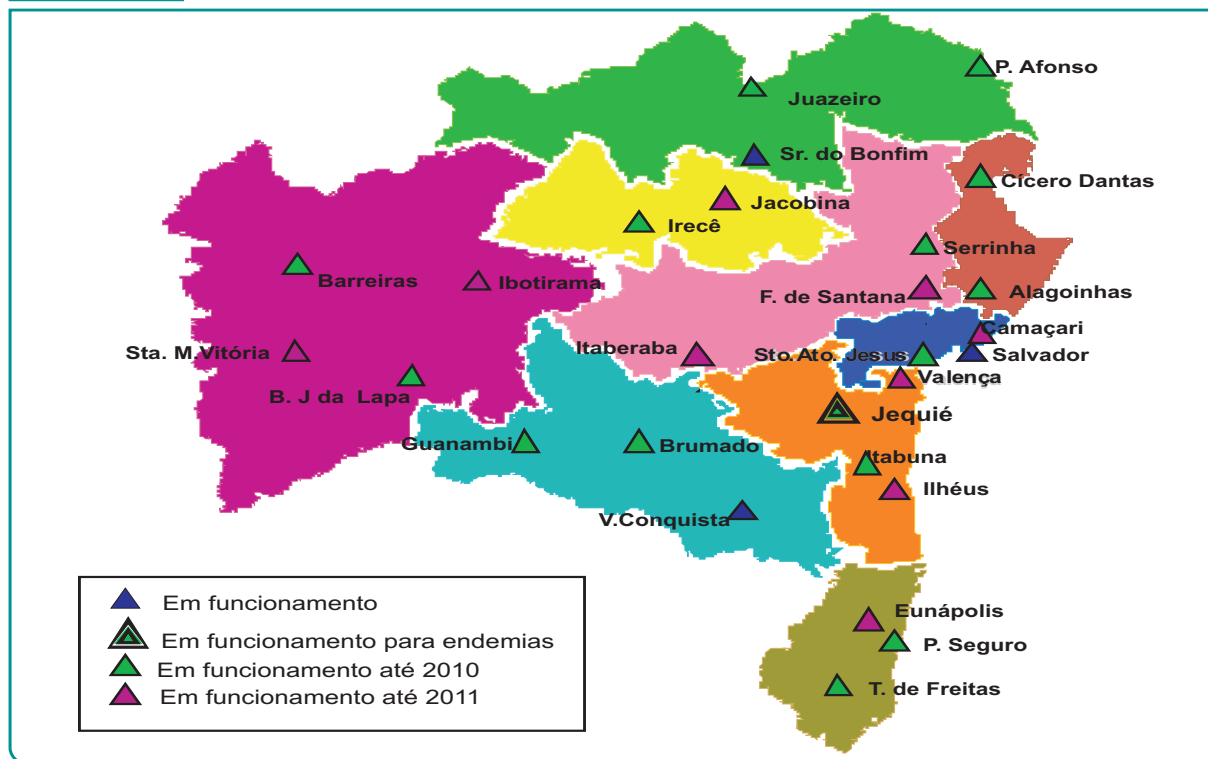 P. Afonso
Juazeiro
Sr. do Bonfim
Cícero Dantas
Jacobina
Irecê
Serrinha
Barreiras
Ibotirama
F. de Santana
Alagoinhas
Camaçari
Sta. M.Vitória
Itaberaba
Sto. Ato. Jesus
Salvador
Valença
B. J da Lapa
Jequié
Guanambi
Brumado
Itabuna
Ilhéus
V.Conquista
Em funcionamento
Em funcionamento para endemias
Em funcionamento até 2010
Em funcionamento até 2011
Eunápolis
P. Seguro
T. de Freitas